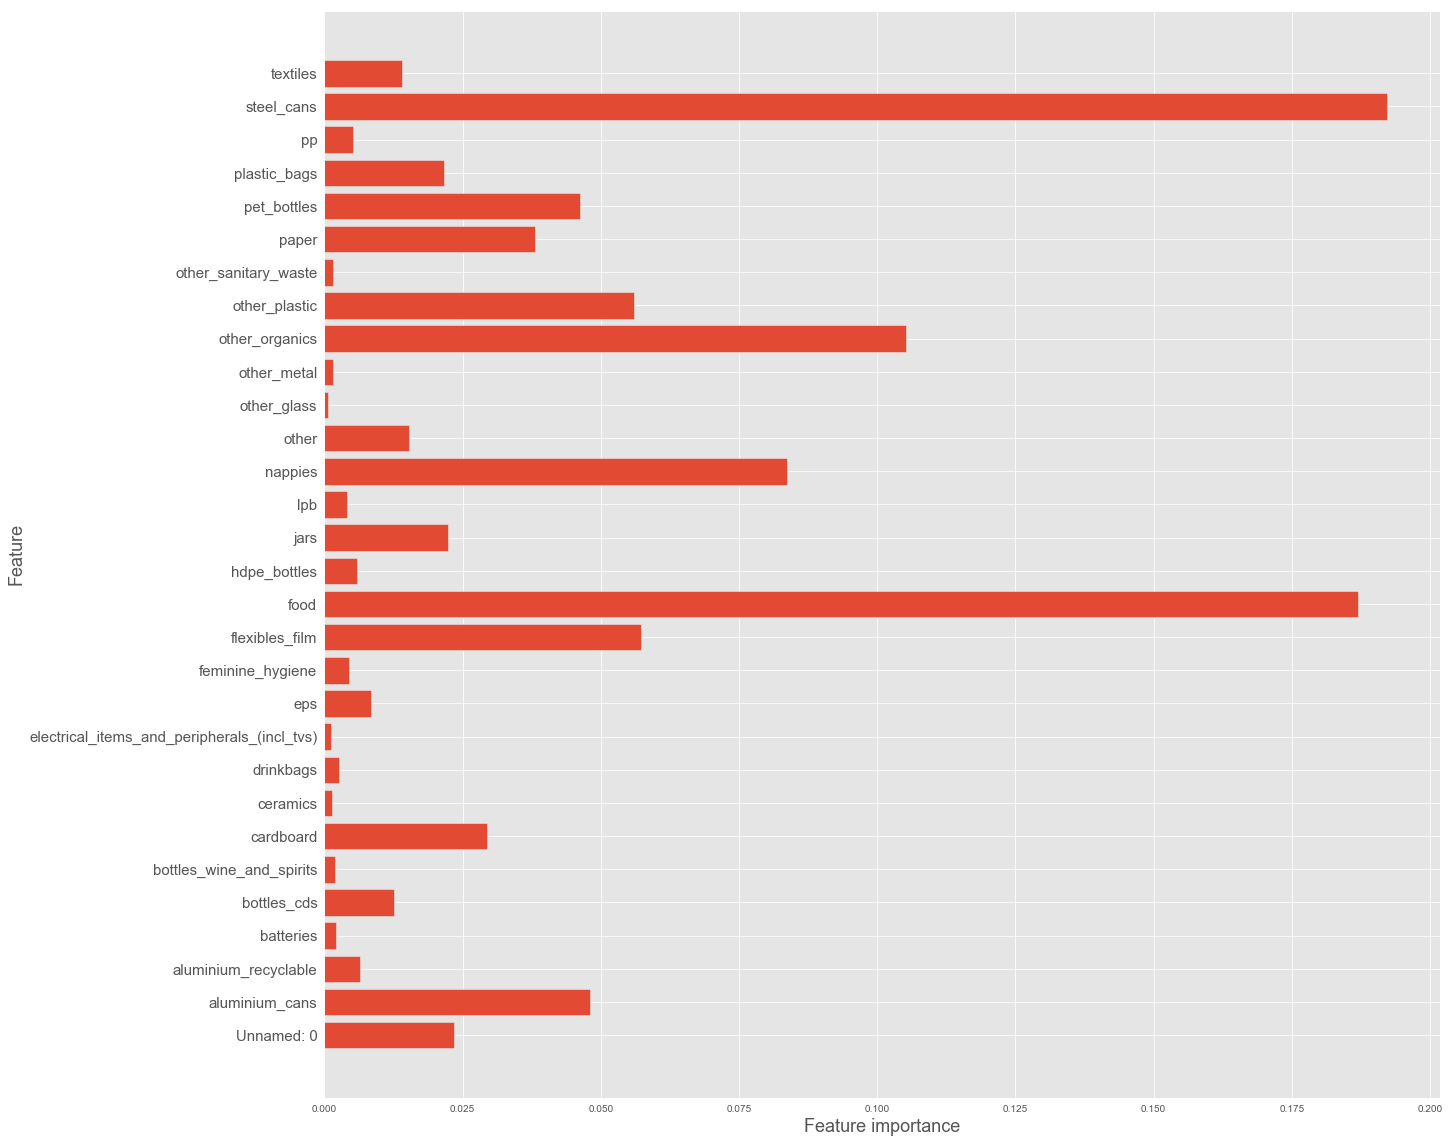 textiles
steel_cans
pp
plastic_bags
pet_bottles
paper
other_sanitary_waste
other_plastic
other_organics
other_metal
other_glass
other
nappies
lpb
jars
hdpe_bottles
food
flexibles_film
feminine_hygiene
eps
electrical_items_and_peripherals_(incl_tvs)
drinkbags
ceramics
cardboard
bottles_wine_and_spirits
bottles_cds
batteries
aluminium_recyclable
aluminium_cans
Unnamed: 0
Feature
0.000 0.025 0.050 0.075 0.100 0.125 0.150 0.175 0.200
Feature importance